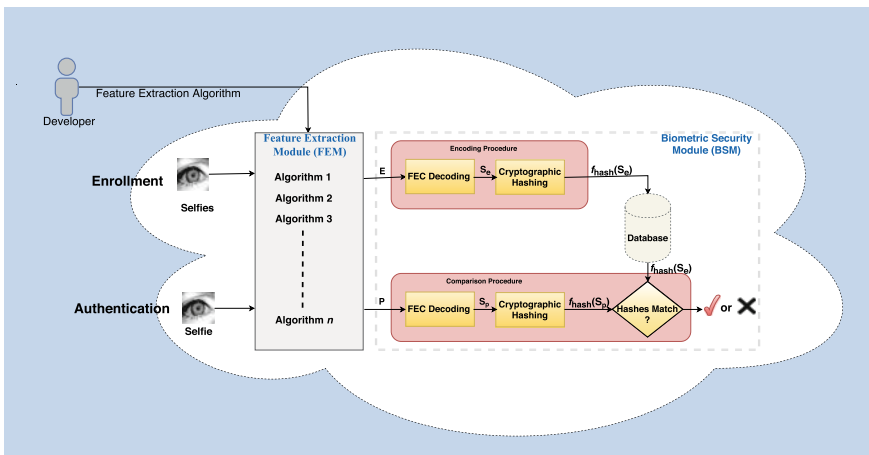 Feature Extraction Algorithm
Developer
Feature Extraction
Module (FEM)
Biometric Security
Module (BSM)
Enrollment
Selfies
Algorithm 1
Algorithm 2
Algorithm 3
Algorithm n
E
Encoding Procedure
FEC Decoding
Se
Cryptographic
Hashing
fhash(Se)
Database
fhash(Se)
Authentication
Selfie
P
Comparison Procedure
FEC Decoding
Sp
Cryptographic
Hashing
fhash(Sp)
Hashes Match
?
or